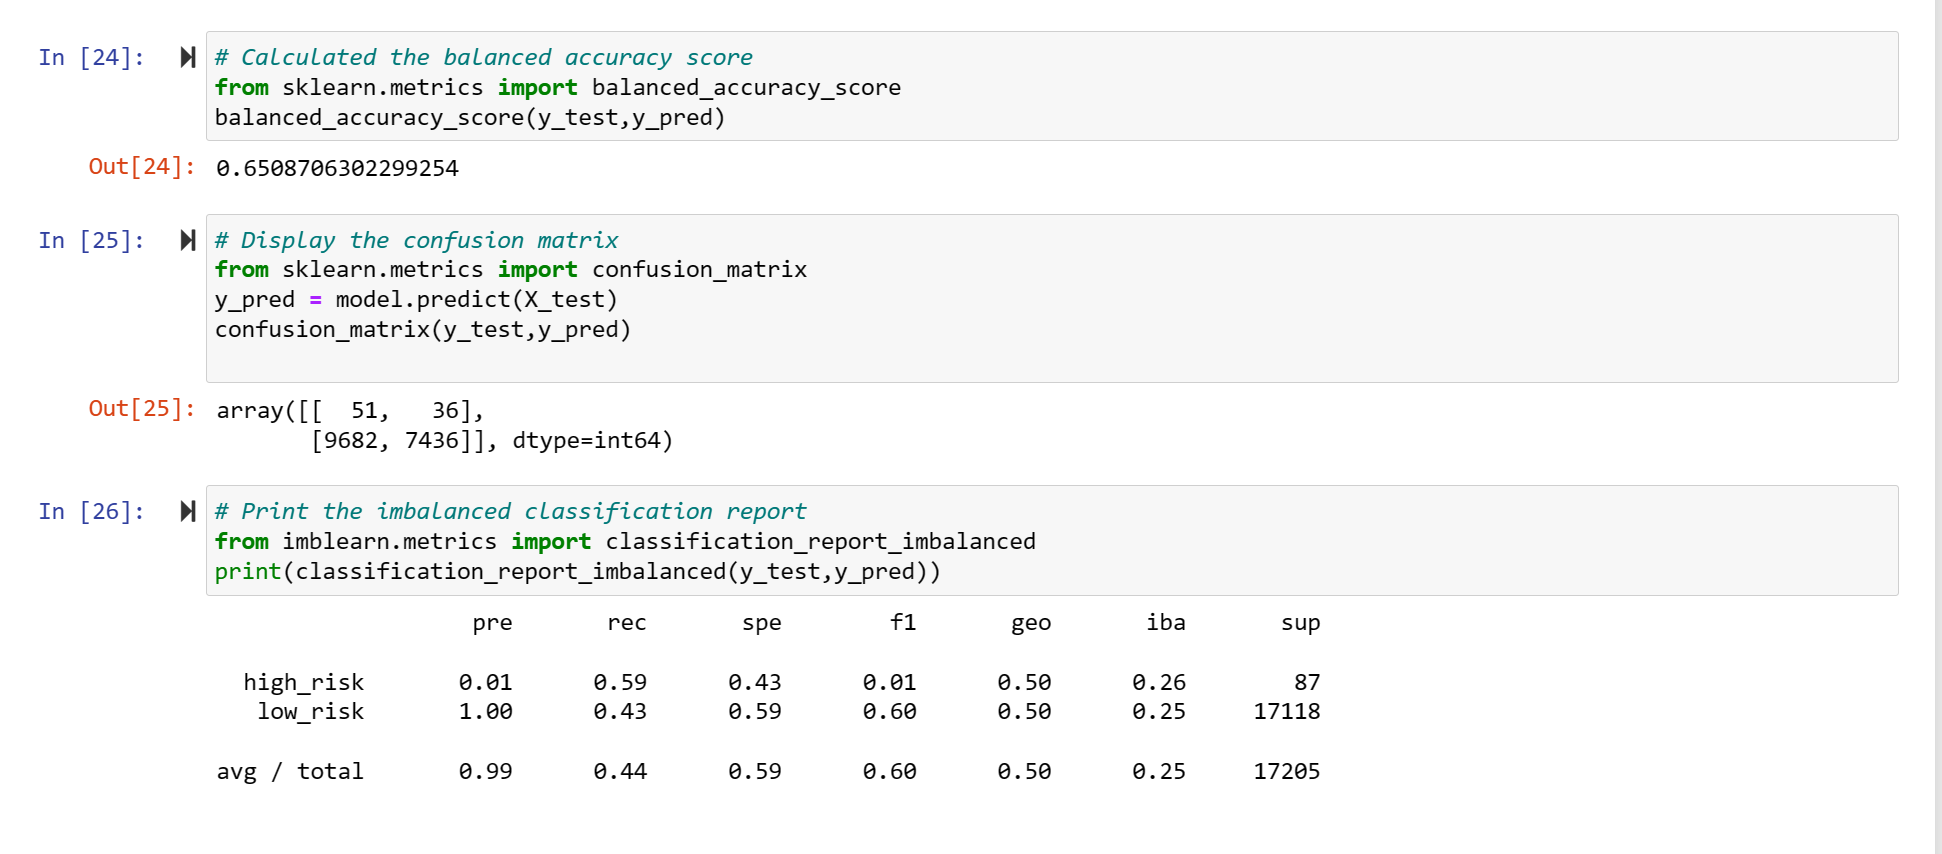 In [24]: # Calculated the balanced accuracy score
from sklearn.metrics import balanced_accuracy_score
balanced_accuracy_score(y_test,y_pred)
Out[24]: 0.6508706302299254
In [25]: # Display the confusion matrix
from sklearn.metrics import confusion_matrix
y_pred = model.predict(X_test)
confusion_matrix(y_test,y_pred)
Out[25]: array([[  51,   36],
       [9682, 7436]], dtype=int64)
In [26]: # Print the imbalanced classification report
from imblearn.metrics import classification_report_imbalanced
print(classification_report_imbalanced(y_test,y_pred))
pre rec spe f1 geo iba sup
high_risk 0.01 0.59 0.43 0.01 0.50 0.26 87
low_risk 1.00 0.43 0.59 0.60 0.50 0.25 17118
avg / total 0.99 0.44 0.59 0.60 0.50 0.25 17205